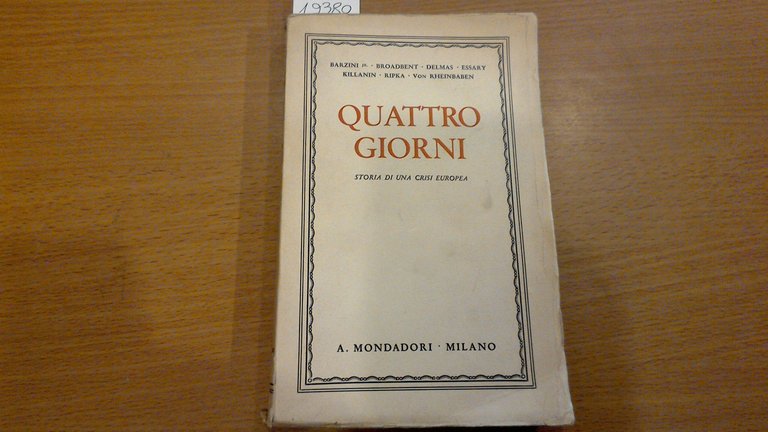 19380
BARZINI JR. · BROADBENT · DELMAS · ESSARY
KILLANIN · RIPKA · VON RHEINBABEN
QUATTRO
GIORNI
STORIA DI UNA CRISI EUROPEA
A. MONDADORI · MILANO